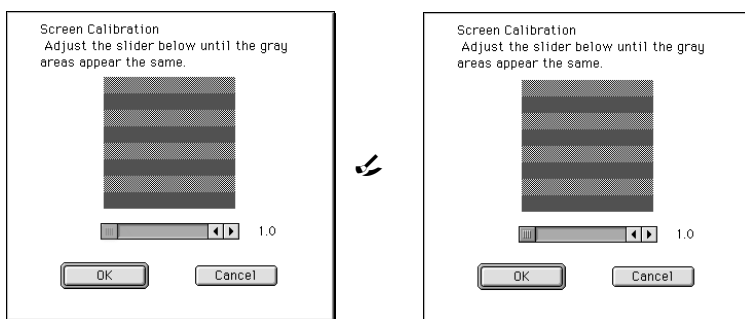 Screen Calibration
Adjust the slider below until the gray
areas appear the same.
1.0
OK Cancel
Screen Calibration
Adjust the slider below until the gray
areas appear the same.
1.0
OK Cancel